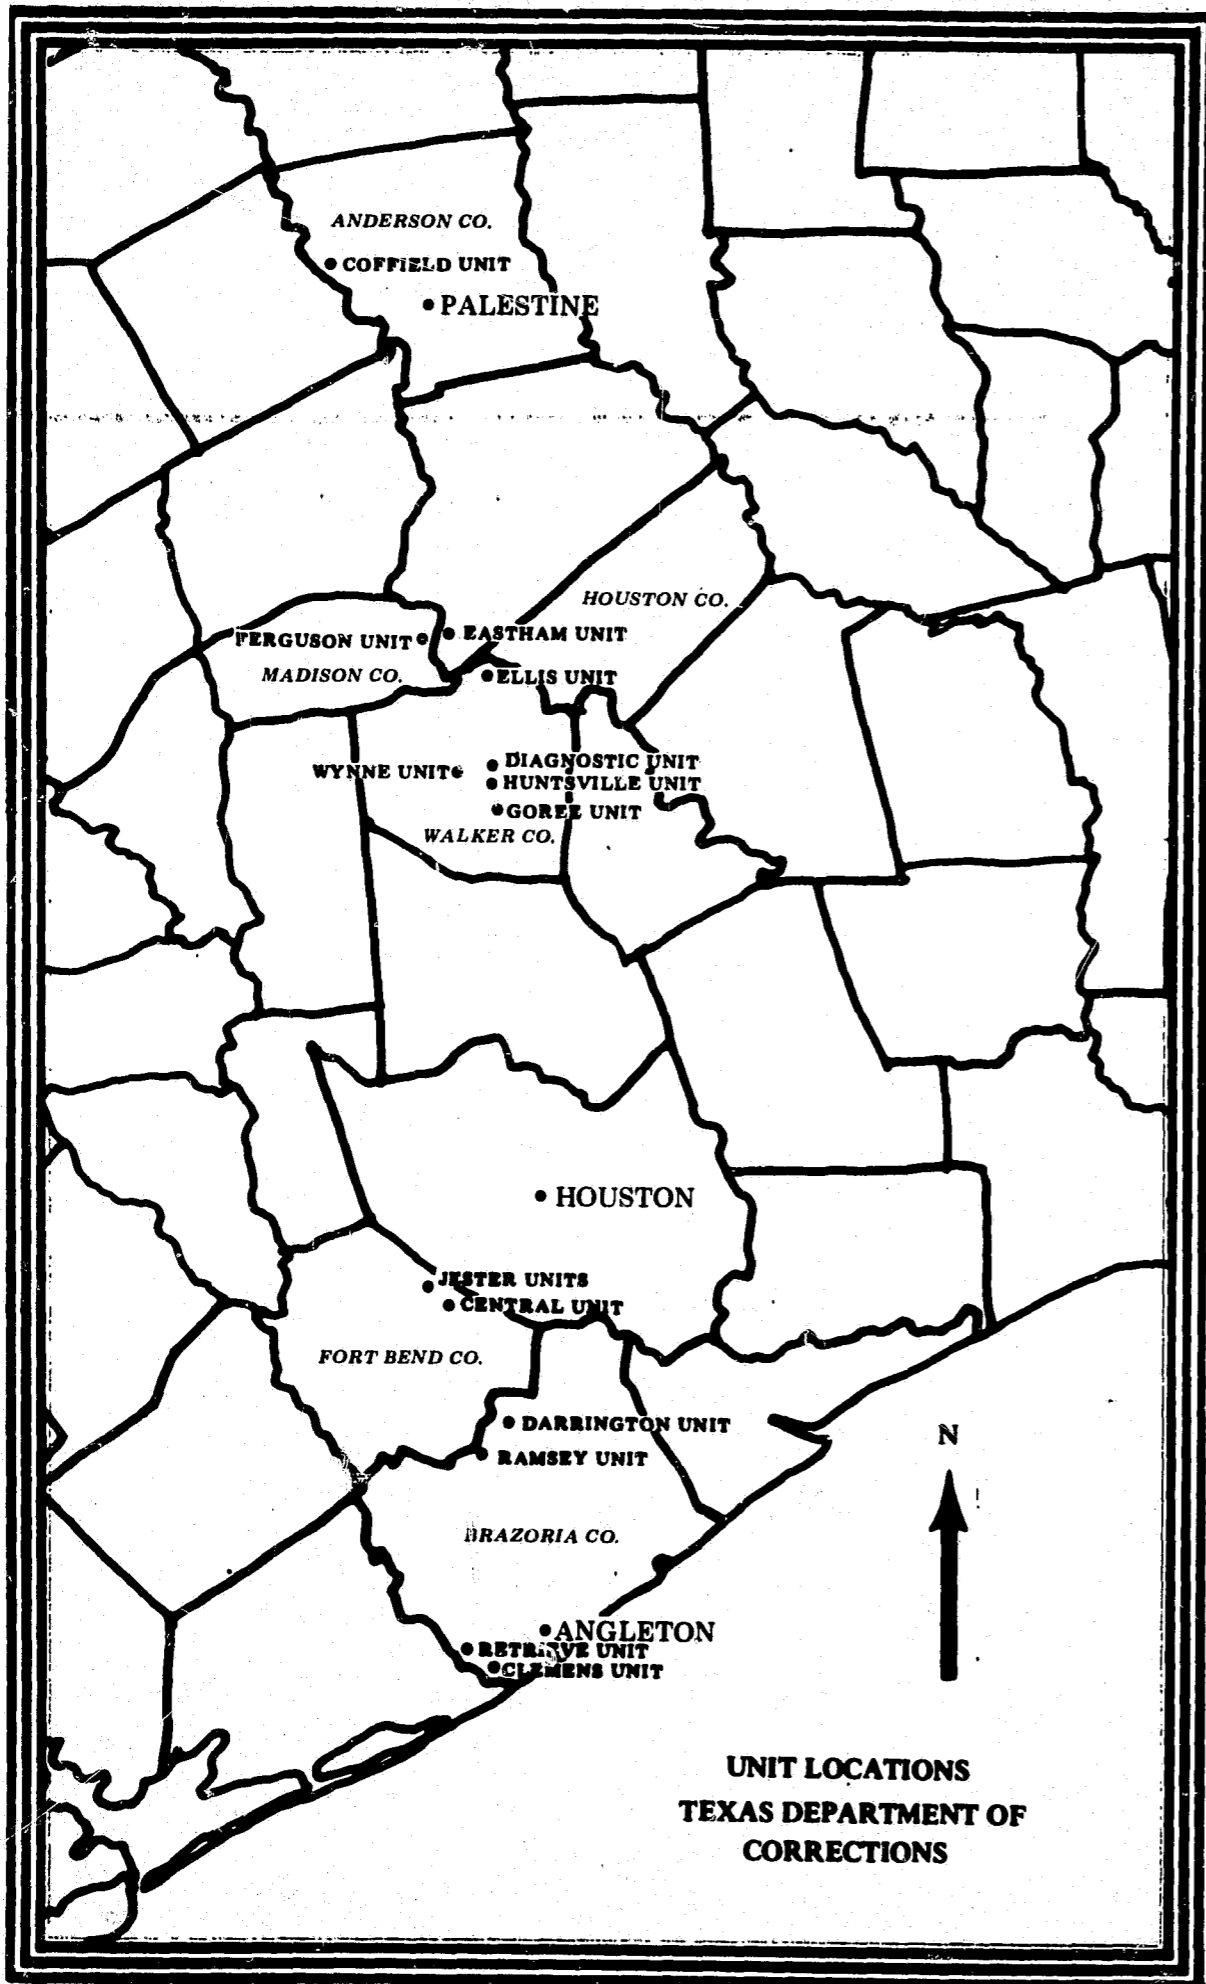 ANDERSON CO.
COFFIELD UNIT
PALESTINE
HOUSTON CO.
FERGUSON UNIT
EASTHAM UNIT
MADISON CO.
ELLIS UNIT
DIAGNOSTIC UNIT
WYNNE UNIT
HUNTSVILLE UNIT
GOREE UNIT
WALKER CO.
HOUSTON
JESTER UNITS
CENTRAL UNIT
FORT BEND CO.
DARRINGTON UNIT
RAMSEY UNIT
N
BRAZORIA CO.
ANGLETON
RETRIEVE UNIT
CLEMENS UNIT
UNIT LOCATIONS
TEXAS DEPARTMENT OF
CORRECTIONS